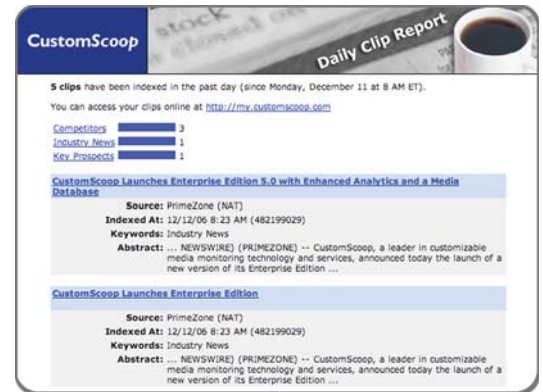 stock
closed on
CustomScoop
Daily Clip Report
5 clips have been indexed in the past day (since Monday, December 11 at 8 AM ET).
You can access your clips online at http://my.customscoop.com
Competitors 3
Industry News 1
Key Prospects 1
CustomScoop Launches Enterprise Edition 5.0 with Enhanced Analytics and a Media
Database
Source: PrimeZone (NAT)
Indexed At: 12/12/06 8:23 AM (482199029)
Keywords: Industry News
Abstract: ... NEWSWIRE) (PRIMEZONE) -- CustomScoop, a leader in customizable
media monitoring technology and services, announced today the launch of a
new version of its Enterprise Edition ...
CustomScoop Launches Enterprise Edition
Source: PrimeZone (NAT)
Indexed At: 12/12/06 8:23 AM (482199029)
Keywords: Industry News
Abstract: ... NEWSWIRE) (PRIMEZONE) -- CustomScoop, a leader in customizable
media monitoring technology and services, announced today the launch of a
new version of its Enterprise Edition ...